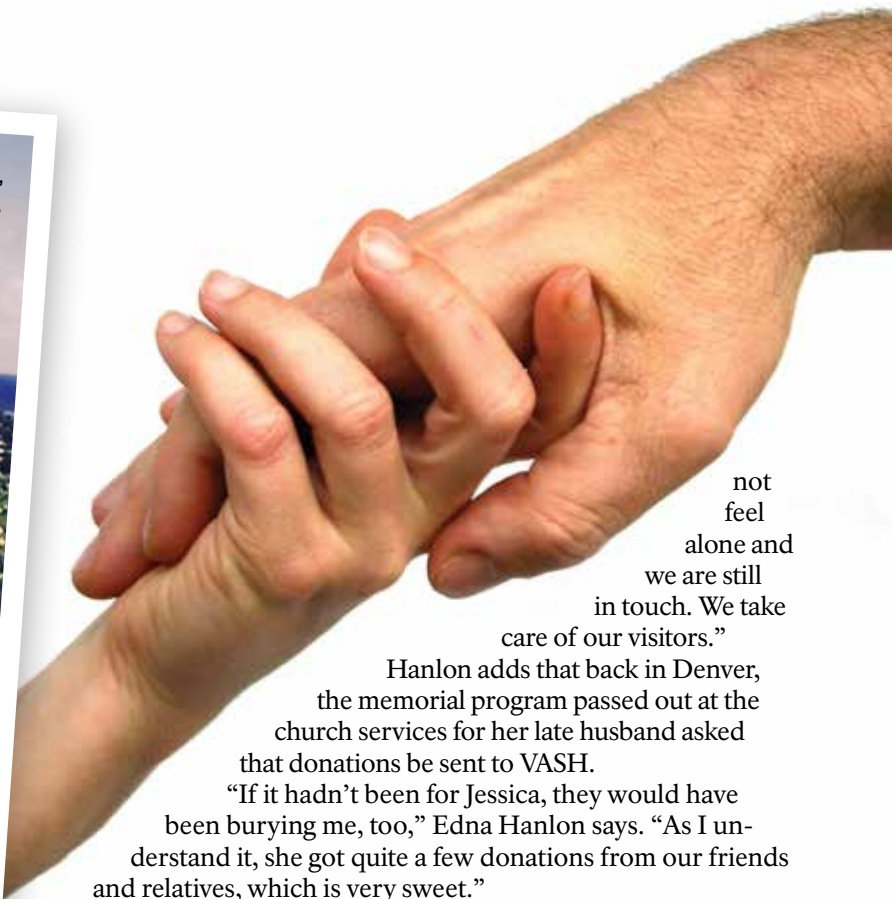 not
feel
alone and
we are still
in touch. We take
care of our visitors.”
Hanlon adds that back in Denver,
the memorial program passed out at the
church services for her late husband asked
that donations be sent to VASH.
“If it hadn’t been for Jessica, they would have
been burying me, too,” Edna Hanlon says. “As I un-
derstand it, she got quite a few donations from our friends
and relatives, which is very sweet.”